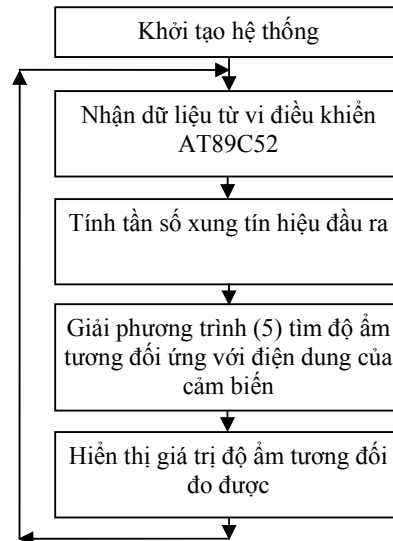 Khởi tạo hệ thống
Nhận dữ liệu từ vi điều khiển
AT89C52
Tính tần số xung tín hiệu đầu ra
Giải phương trình (5) tìm độ ẩm
tương đối ứng với điện dung của
cảm biến
Hiển thị giá trị độ ẩm tương đối
đo được